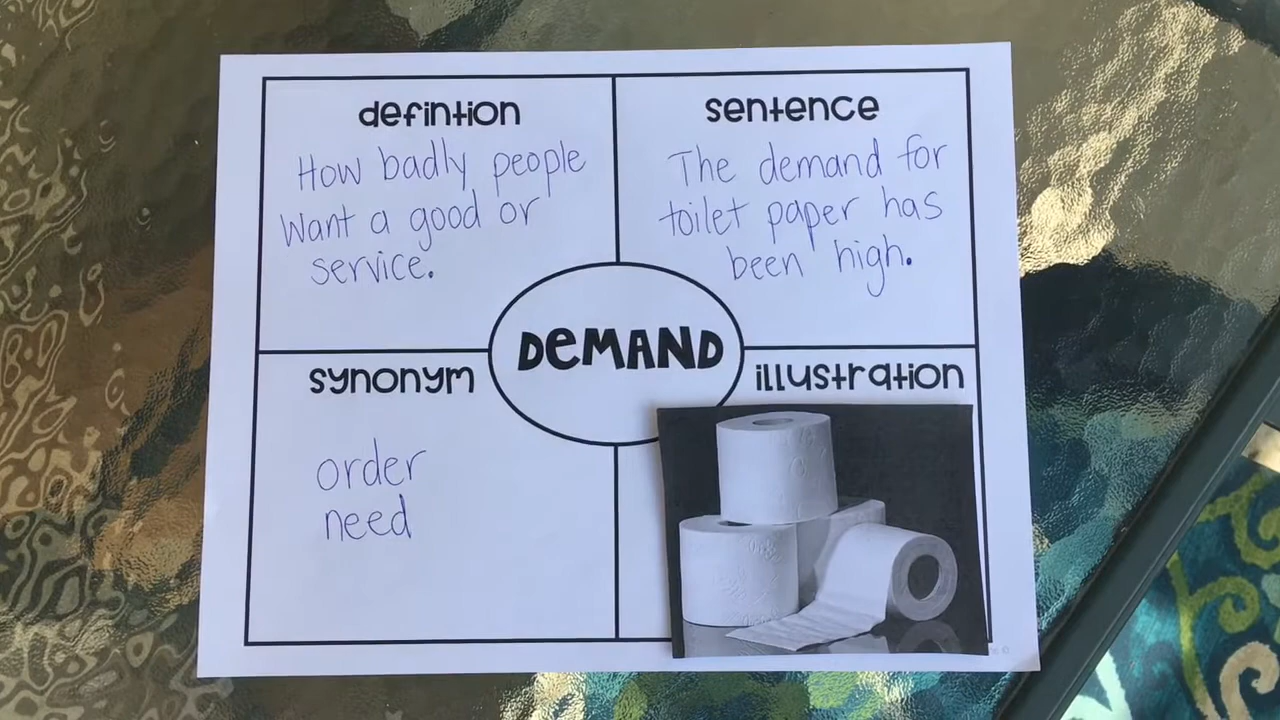 defintion
How badly people
want a good or
service.
sentence
The demand for
toilet paper has
been high.
DEMAND
synonym
order
need
illustration